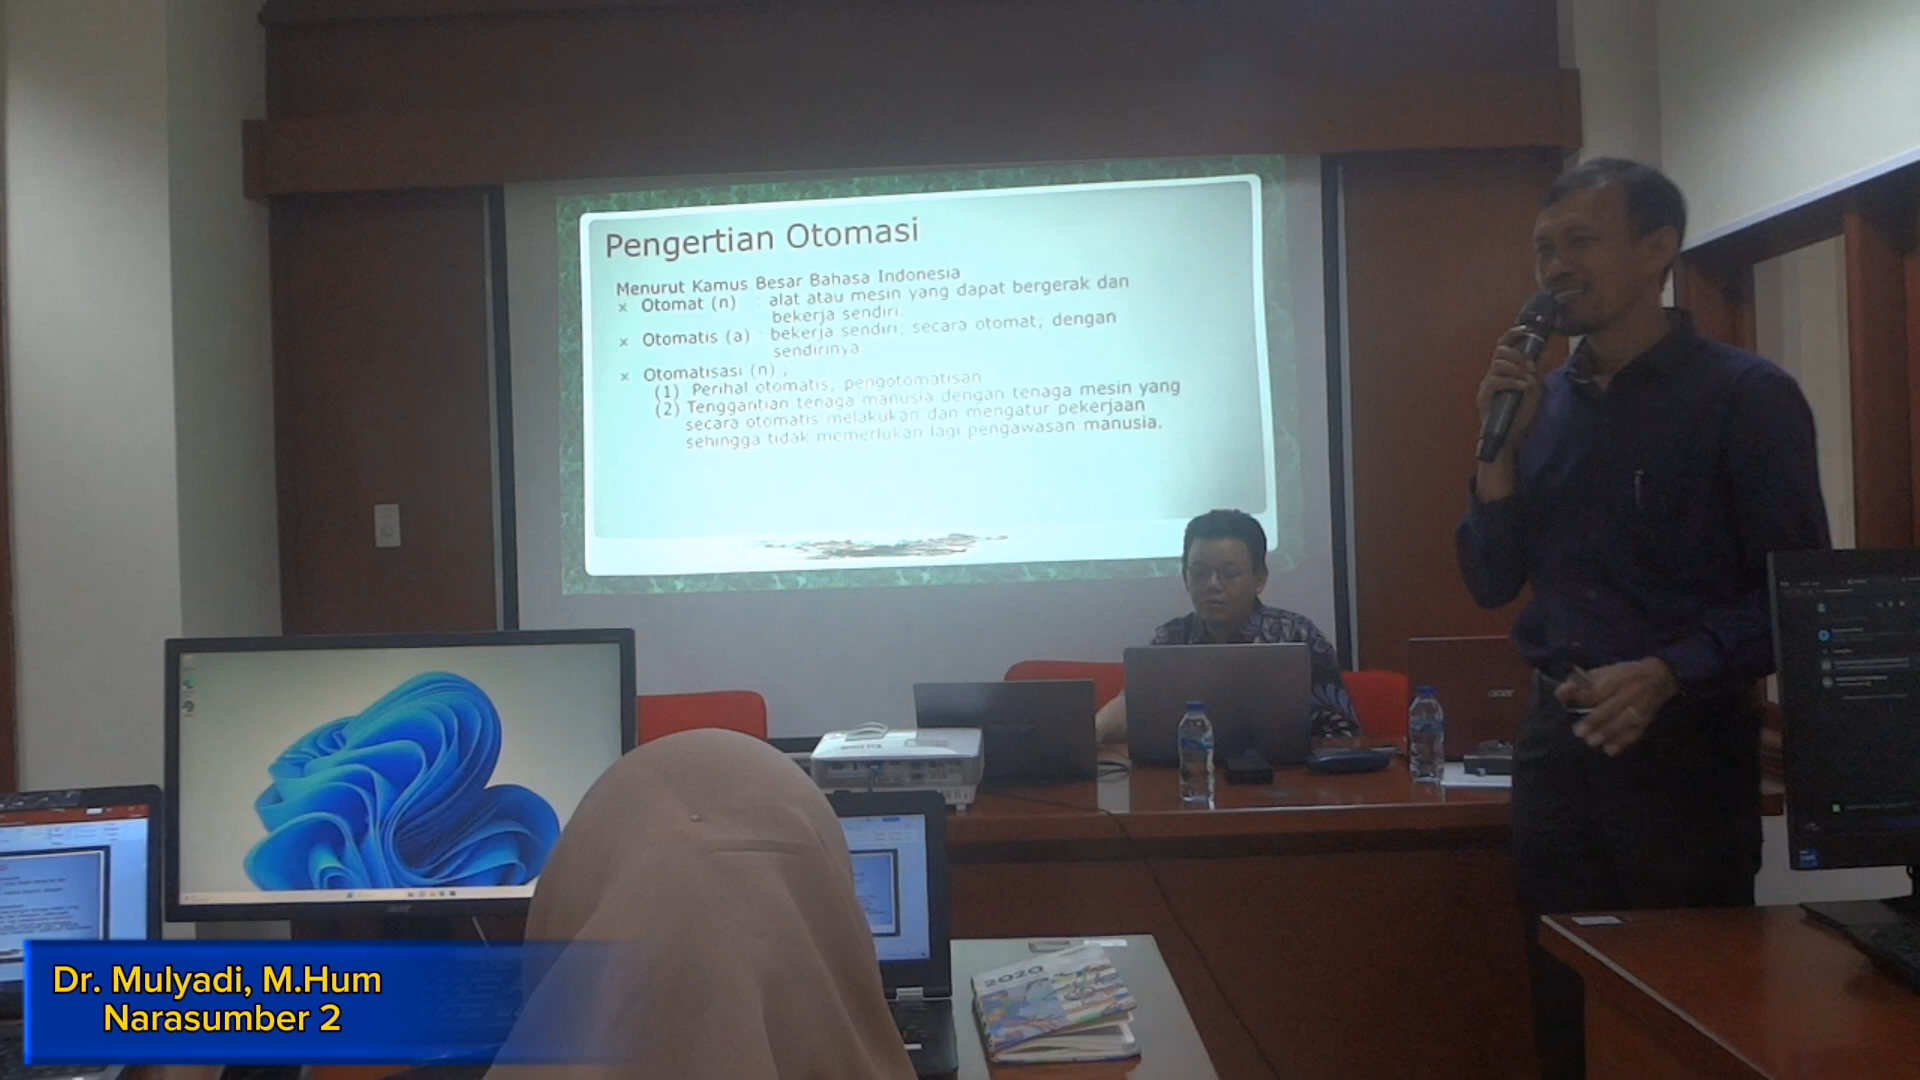 Pengertian Otomasi
Menurut Kamus Besar Bahasa Indonesia
x Otomat (n) : alat atau mesin yang dapat bergerak dan
bekerja sendiri.
x Otomatis (a) : bekerja sendiri; secara otomat; dengan
sendirinya
x Otomatisasi (n) :
(1) Perihal otomatis, pengotomatisan
(2) Tenggantian tenaga manusia dengan tenaga mesin yang
secara otomatis melakukan dan mengatur pekerjaan
sehingga tidak memerlukan lagi pengawasan manusia.
acer
2020
Dr. Mulyadi, M.Hum
Narasumber 2